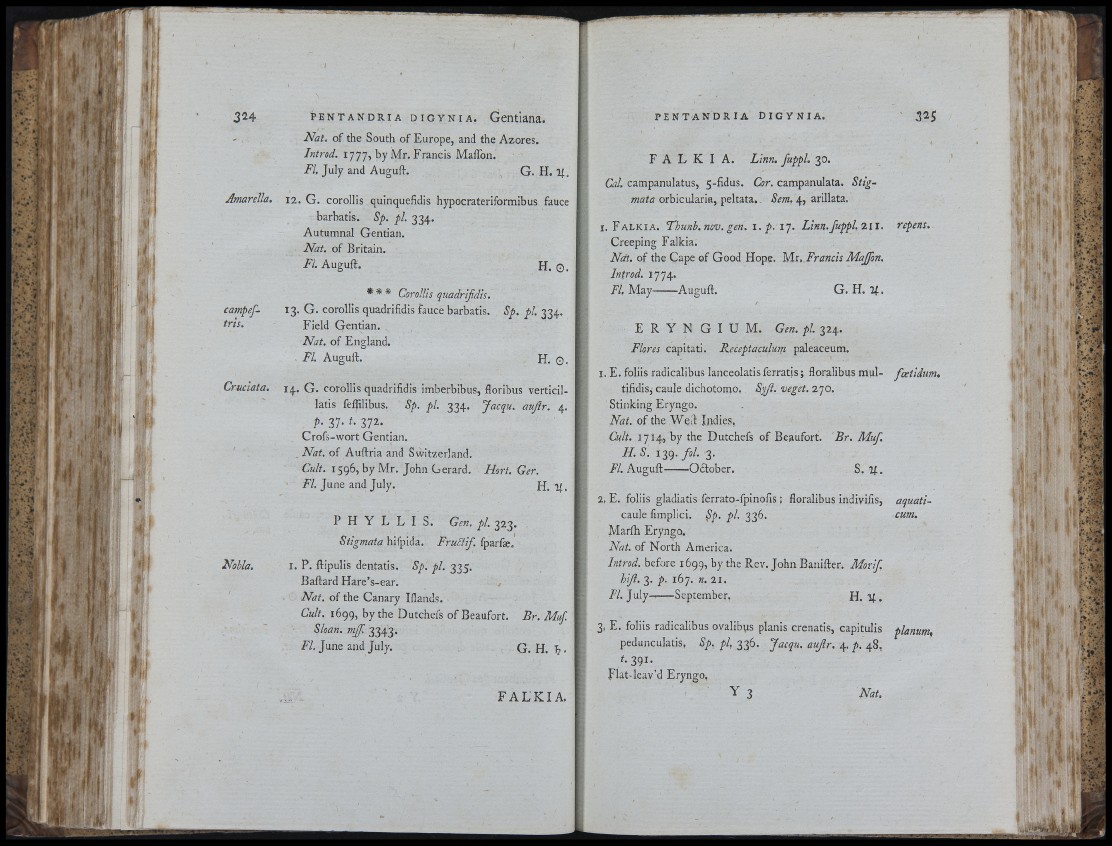 324 PENTANDRIA DIGYNIA. Gentiana.
Nat. of the South of Europe, and the Azores.
Introd. 1777, by Mr. Francis Maſſon.
Fl. July and Auguſt. G. H. ♃.
Amarella. 12. G. corollis quinquefidis hypocrateriformibus fauce
barbatis. Sp. pl. 334.
Autumnal Gentian.
Nat. of Britain.
Fl. Auguſt. H. ☉.
*** Corollis quadrifidis.
campeſ- 13. G. corollis quadrifidis fauce barbatis. Sp. pl. 334.
tris. Field Gentian.
Nat. of England.
Fl. Auguſt. H. ☉.
Cruciata. 14. G. corollis quadrifidis imberbibus, floribus verticil-
latis ſeſſilibus. Sp. pl. 334. Jacqu. auſtr. 4.
p. 37. t. 372.
Croſs-wort Gentian.
Nat. of Auſtria and Switzerland.
Cult. 1596, by Mr. John Gerard. Hort. Ger.
Fl. June and July. H. ♃.
PHYLLIS. Gen. pl. 323.
Stigmata hiſpida. Fructif. ſparſæ.
Nobla. 1. P. ſtipulis dentatis. Sp. pl. 335.
Baſtard Hare's-ear.
Nat. of the Canary Iſlands.
Cult. 1699, by the Dutcheſs of Beaufort. Br. Muſ.
Sloan. mſſ. 3343.
Fl. June and July. G. H. ♄.
FALKIA.
PENTANDRIA DIGYNIA. 325
FALKIA. Linn. ſuppl. 30.
Cal. campanulatus, 5-fidus. Cor. campanulata. Stig-
mata orbicularia, peltata. Sem. 4, arillata.
1. FALKIA. Thunb. nov. gen. 1. p. 17. Linn. ſuppl. 211. repens.
Creeping Falkia.
Nat. of the Cape of Good Hope. Mr. Francis Maſſon.
Introd. 1774.
Fl. May——Auguſt. G. H. ♃.
ERYNGIUM. Gen. pl. 324.
Flores capitati. Receptaculum paleaceum.
1. E. foliis radicalibus lanceolatis ſerratis; floralibus mul- fœtidum.
tifidis, caule dichotomo. Syſt. veget. 270.
Stinking Eryngo.
Nat. of the Weſt Indies.
Cult. 1714, by the Dutcheſs of Beaufort. Br. Muſ.
H. S. 139. fol. 3.
Fl. Auguſt——October. S. ♃.
2. E. foliis gladiatis ſerrato-ſpinoſis; floralibus indiviſis, aquati-
caule ſimplici. Sp. pl. 336. cum.
Marſh Eryngo.
Nat. of North America.
Introd. before 1699, by the Rev. John Baniſter. Moriſ.
hiſt. 3. p. 167. n. 21.
Fl. July——September. H. ♃.
3. E. foliis radicalibus ovalibus planis crenatis, capitulis planum.
pedunculatis. Sp. pl. 336. Jacqu. auſtr. 4. p. 48.
t. 391.
Flat-leav'd Eryngo.
Y 3 Nat.